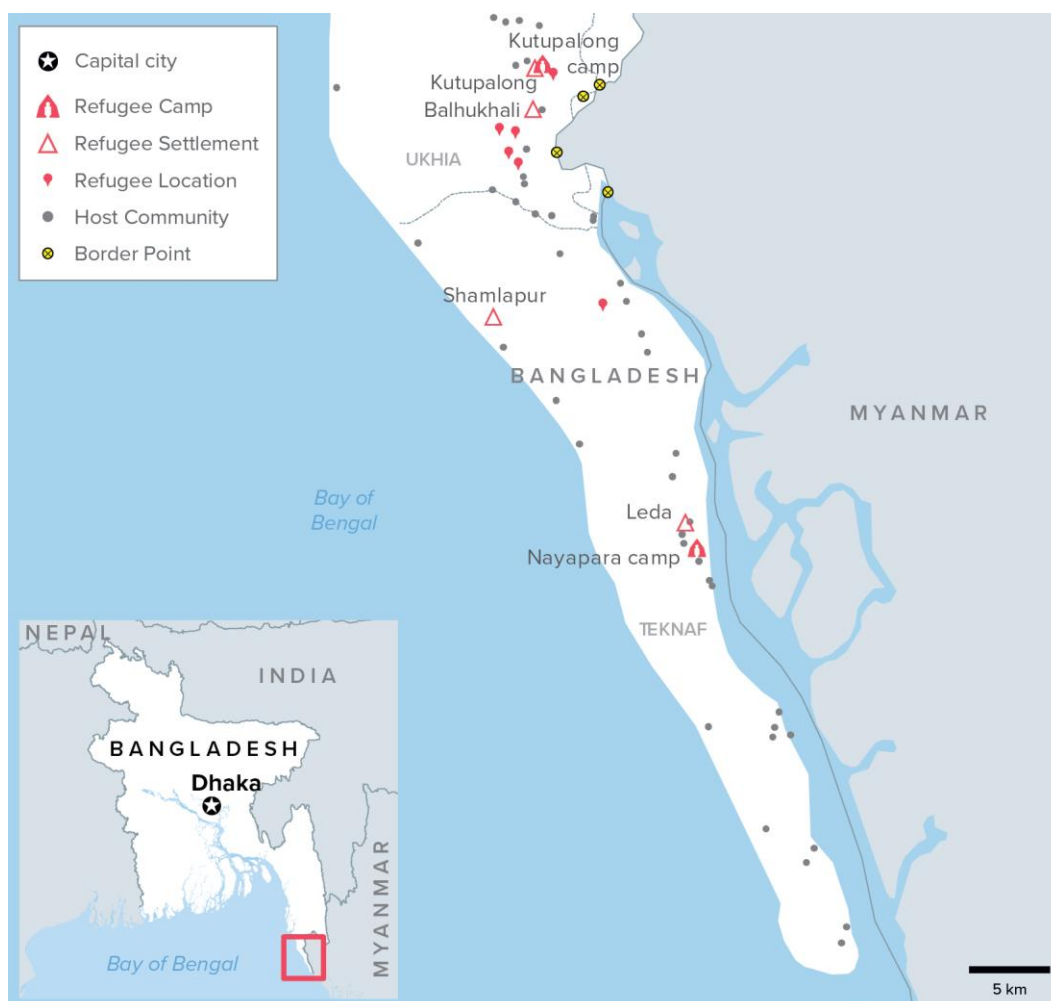 Capital city
Refugee Camp
Refugee Settlement
Refugee Location
Host Community
Border Point
Kutupalong
camp
Kutupalong
Balhukhali
UKHIA
Shamlapur
BANGLADESH
MYANMAR
Bay of
Bengal
Leda
Nayapara camp
TEKNAF
NEPAL
INDIA
BANGLADESH
Dhaka
MYANMAR
Bay of Bengal
5 km